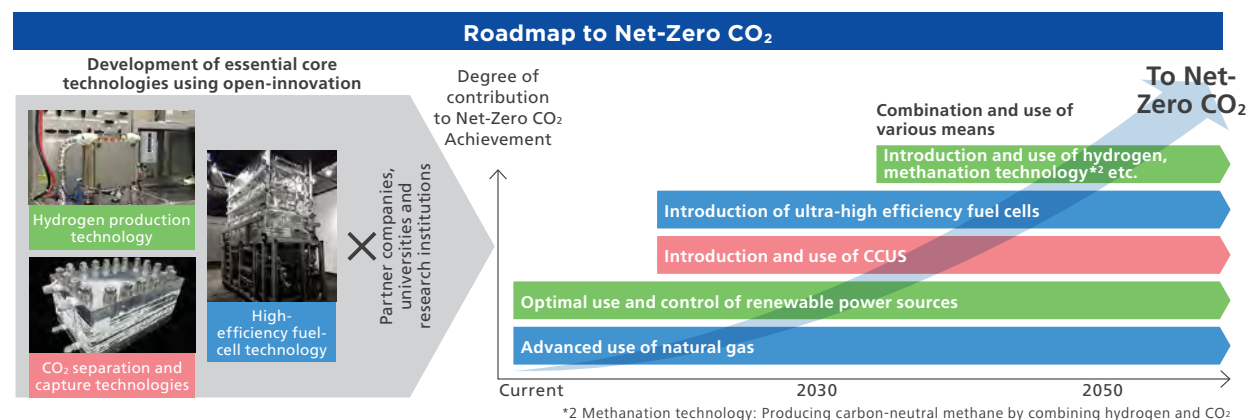 Roadmap to Net-Zero CO₂
Development of essential core
technologies using open-innovation
Hydrogen production
technology
CO₂ separation and
capture technologies
High-
efficiency fuel-
cell technology
×
Partner companies,
universities and
research institutions
Degree of
contribution
to Net-Zero CO₂
Achievement
To Net-
Zero CO₂
Combination and use of
various means
Introduction and use of hydrogen,
methanation technology*² etc.
Introduction of ultra-high efficiency fuel cells
Introduction and use of CCUS
Optimal use and control of renewable power sources
Advanced use of natural gas
Current 2030 2050
*2 Methanation technology: Producing carbon-neutral methane by combining hydrogen and CO₂